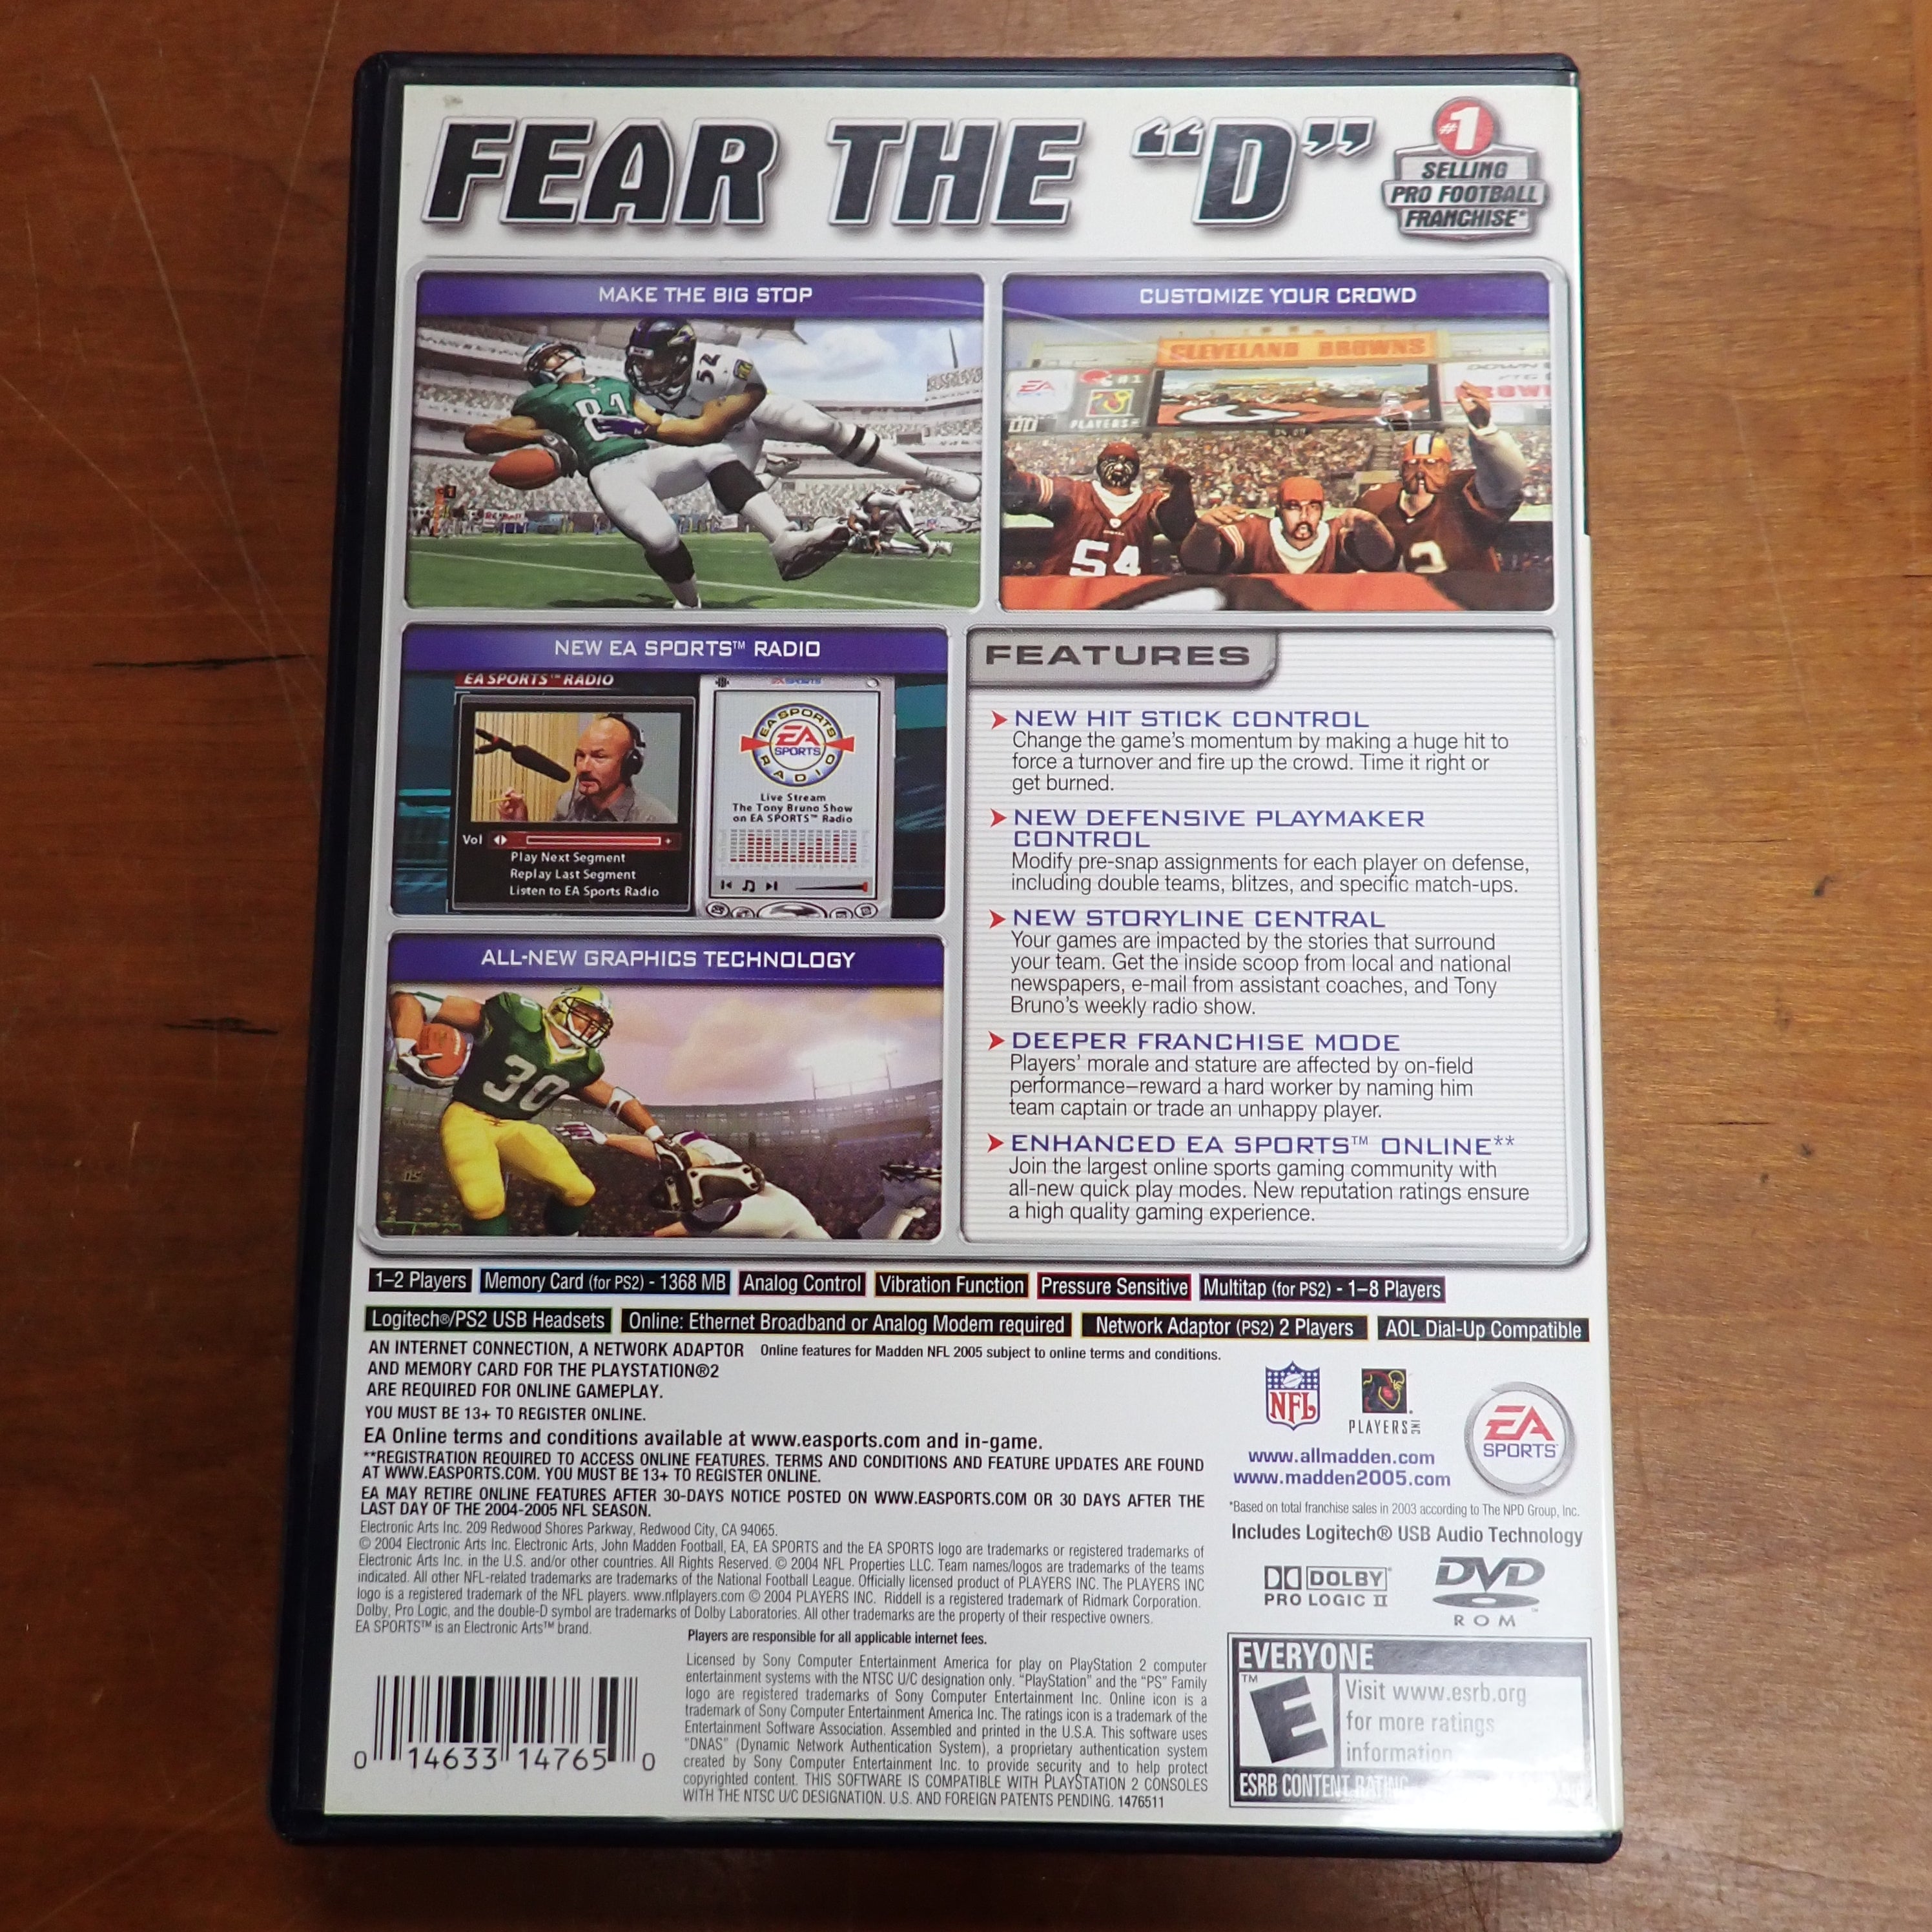 FEAR THE “D”
#1
SELLING
PRO FOOTBALL
FRANCHISE*
MAKE THE BIG STOP
81
52
CUSTOMIZE YOUR CROWD
CLEVELAND BROWNS
EA
PLAYERS
DOWN
54
2
NEW EA SPORTS™ RADIO
EA SPORTS™ RADIO
Vol
Play Next Segment
Replay Last Segment
Listen to EA Sports Radio
EA SPORTS
EA SPORTS
EA
SPORTS
RADIO
Live Stream
The Tony Bruno Show
on EA SPORTS™ Radio
ALL-NEW GRAPHICS TECHNOLOGY
30
FEATURES
NEW HIT STICK CONTROL
Change the game’s momentum by making a huge hit to
force a turnover and fire up the crowd. Time it right or
get burned.
NEW DEFENSIVE PLAYMAKER
CONTROL
Modify pre-snap assignments for each player on defense,
including double teams, blitzes, and specific match-ups.
NEW STORYLINE CENTRAL
Your games are impacted by the stories that surround
your team. Get the inside scoop from local and national
newspapers, e-mail from assistant coaches, and Tony
Bruno’s weekly radio show.
DEEPER FRANCHISE MODE
Players’ morale and stature are affected by on-field
performance–reward a hard worker by naming him
team captain or trade an unhappy player.
ENHANCED EA SPORTS™ ONLINE**
Join the largest online sports gaming community with
all-new quick play modes. New reputation ratings ensure
a high quality gaming experience.
1–2 Players Memory Card (for PS2) - 1368 MB Analog Control Vibration Function Pressure Sensitive Multitap (for PS2) - 1–8 Players
Logitech®/PS2 USB Headsets Online: Ethernet Broadband or Analog Modem required Network Adaptor (PS2) 2 Players AOL Dial-Up Compatible
AN INTERNET CONNECTION, A NETWORK ADAPTOR Online features for Madden NFL 2005 subject to online terms and conditions.
AND MEMORY CARD FOR THE PLAYSTATION®2
ARE REQUIRED FOR ONLINE GAMEPLAY.
YOU MUST BE 13+ TO REGISTER ONLINE.
EA Online terms and conditions available at www.easports.com and in-game.
**REGISTRATION REQUIRED TO ACCESS ONLINE FEATURES. TERMS AND CONDITIONS AND FEATURE UPDATES ARE FOUND
AT WWW.EASPORTS.COM. YOU MUST BE 13+ TO REGISTER ONLINE.
EA MAY RETIRE ONLINE FEATURES AFTER 30-DAYS NOTICE POSTED ON WWW.EASPORTS.COM OR 30 DAYS AFTER THE
LAST DAY OF THE 2004-2005 NFL SEASON.
Electronic Arts Inc. 209 Redwood Shores Parkway, Redwood City, CA 94065.
© 2004 Electronic Arts Inc. Electronic Arts, John Madden Football, EA, EA SPORTS and the EA SPORTS logo are trademarks or registered trademarks of
Electronic Arts Inc. in the U.S. and/or other countries. All Rights Reserved. © 2004 NFL Properties LLC. Team names/logos are trademarks of the teams
indicated. All other NFL-related trademarks are trademarks of the National Football League. Officially licensed product of PLAYERS INC. The PLAYERS INC
logo is a registered trademark of the NFL players. www.nflplayers.com © 2004 PLAYERS INC. Riddell is a registered trademark of Ridmark Corporation.
Dolby, Pro Logic, and the double-D symbol are trademarks of Dolby Laboratories. All other trademarks are the property of their respective owners.
EA SPORTS™ is an Electronic Arts™ brand.
NFL
PLAYERS INC
EA
SPORTS
www.allmadden.com
www.madden2005.com
*Based on total franchise sales in 2003 according to The NPD Group, Inc.
Includes Logitech® USB Audio Technology
DOLBY
PRO LOGIC II
DVD
ROM
Players are responsible for all applicable internet fees.
Licensed by Sony Computer Entertainment America for play on PlayStation 2 computer
entertainment systems with the NTSC U/C designation only. “PlayStation” and the “PS” Family
logo are registered trademarks of Sony Computer Entertainment Inc. Online icon is a
trademark of Sony Computer Entertainment America Inc. The ratings icon is a trademark of the
Entertainment Software Association. Assembled and printed in the U.S.A. This software uses
"DNAS" (Dynamic Network Authentication System), a proprietary authentication system
created by Sony Computer Entertainment Inc. to provide security and to help protect
copyrighted content. THIS SOFTWARE IS COMPATIBLE WITH PLAYSTATION 2 CONSOLES
WITH THE NTSC U/C DESIGNATION. U.S. AND FOREIGN PATENTS PENDING. 1476511
0 14633 14765 0
EVERYONE
E™
Visit www.esrb.org
for more ratings
information.
ESRB CONTENT RATING